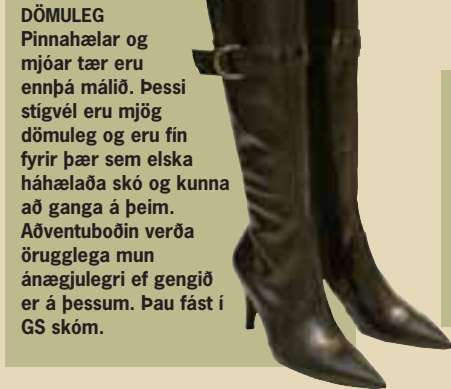 DÖMULEG
Pinnahælar og
mjóar tær eru
ennþá málið. Þessi
stígvél eru mjög
dömuleg og eru fín
fyrir þær sem elska
háhælaða skó og kunna
að ganga á þeim.
Aðventuboðin verða
örugglega mun
ánægjulegri ef gengið
er á þessum. Þau fást í
GS skóm.